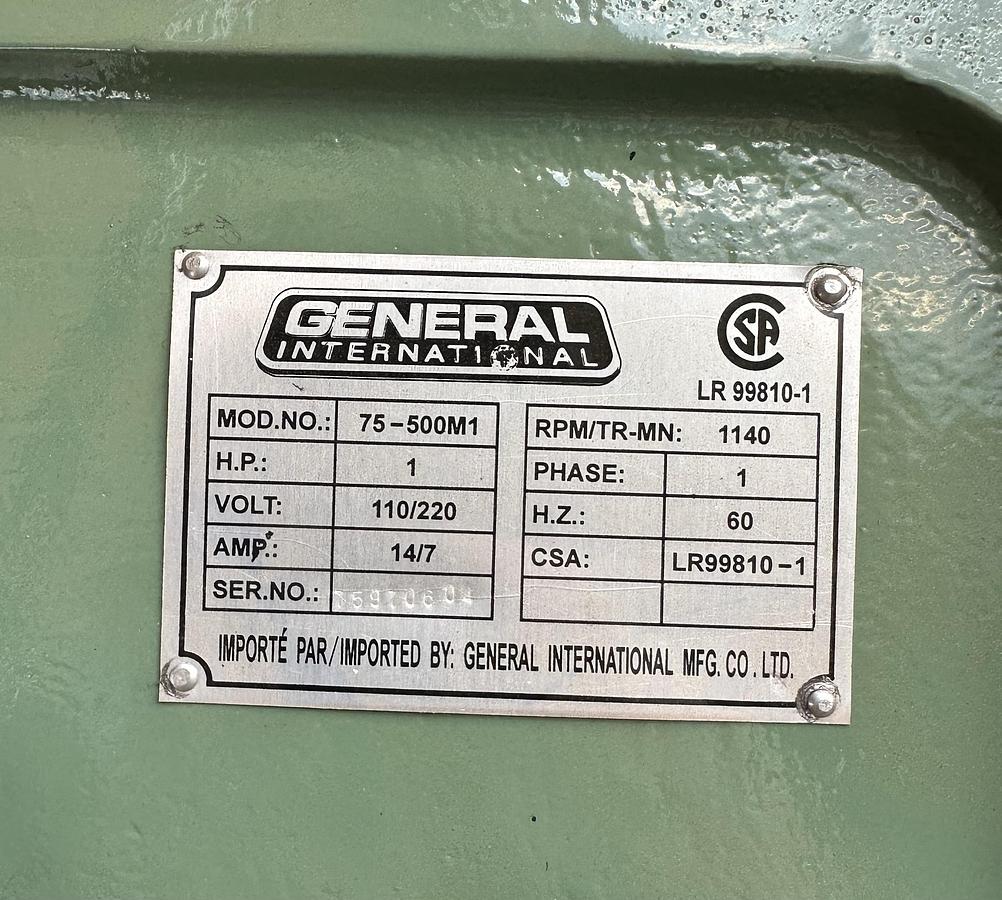 GENERAL
INTERNATIONAL
CSA
LR 99810-1
MOD.NO.: 75-500M1
H.P.: 1
VOLT: 110/220
AMP.: 14/7
SER.NO.:
RPM/TR-MN: 1140
PHASE: 1
H.Z.: 60
CSA: LR99810-1
IMPORTÉ PAR/IMPORTED BY: GENERAL INTERNATIONAL MFG. CO. LTD.